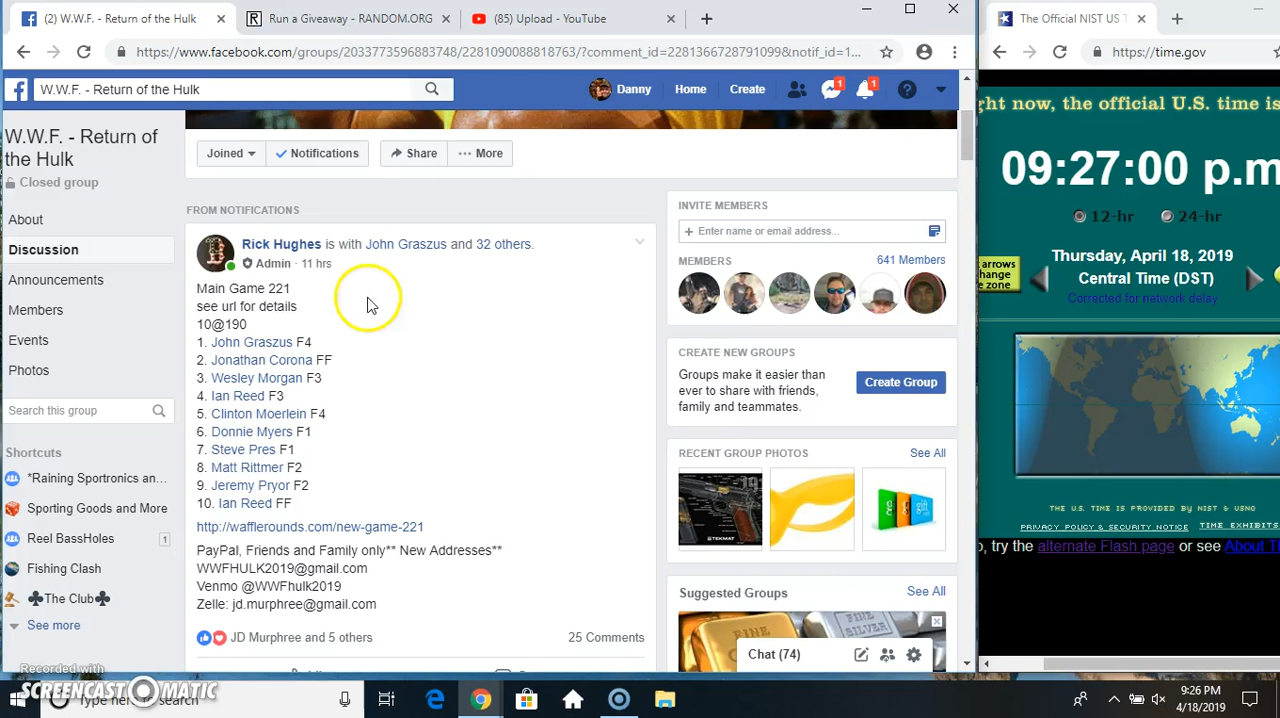 (2) W.W.F. - Return of the Hulk
Run a Giveaway - RANDOM.ORG
(85) Upload - YouTube
The Official NIST US T
https://www.facebook.com/groups/2033773596883748/2281090088818763/?comment_id=2281366728791099&notif_id=1...
https://time.gov
W.W.F. - Return of the Hulk
Danny
Home
Create
1
1
ght now, the official U.S. time is
W.W.F. - Return of
the Hulk
Closed group
About
Discussion
Announcements
Members
Events
Photos
Search this group
Shortcuts
*Raining Sportronics an...
Sporting Goods and More
Reel BassHoles
1
Fishing Clash
♣The Club♣
See more
Joined
Notifications
Share
More
FROM NOTIFICATIONS
Rick Hughes is with John Graszus and 32 others.
Admin · 11 hrs
Main Game 221
see url for details
10@190
1. John Graszus F4
2. Jonathan Corona FF
3. Wesley Morgan F3
4. Ian Reed F3
5. Clinton Moerlein F4
6. Donnie Myers F1
7. Steve Pres F1
8. Matt Rittmer F2
9. Jeremy Pryor F2
10. Ian Reed FF
http://wafflerounds.com/new-game-221
PayPal, Friends and Family only** New Addresses**
WWFHULK2019@gmail.com
Venmo @WWFhulk2019
Zelle: jd.murphree@gmail.com
JD Murphree and 5 others
25 Comments
INVITE MEMBERS
Enter name or email address...
MEMBERS
641 Members
CREATE NEW GROUPS
Groups make it easier than
ever to share with friends,
family and teammates.
Create Group
RECENT GROUP PHOTOS
See All
TEKMAT
Suggested Groups
See All
FINE
Chat (74)
09:27:00 p.m
12-hr
24-hr
Thursday, April 18, 2019
Central Time (DST)
Corrected for network delay
t arrows
change
e zone
THE U.S. TIME IS PROVIDED BY NIST & USNO
PRIVACY POLICY & SECURITY NOTICE
TIME EXHIBITS
o, try the alternate Flash page or see About T
Recorded with
SCREENCAST-O-MATIC
9:26 PM
4/18/2019